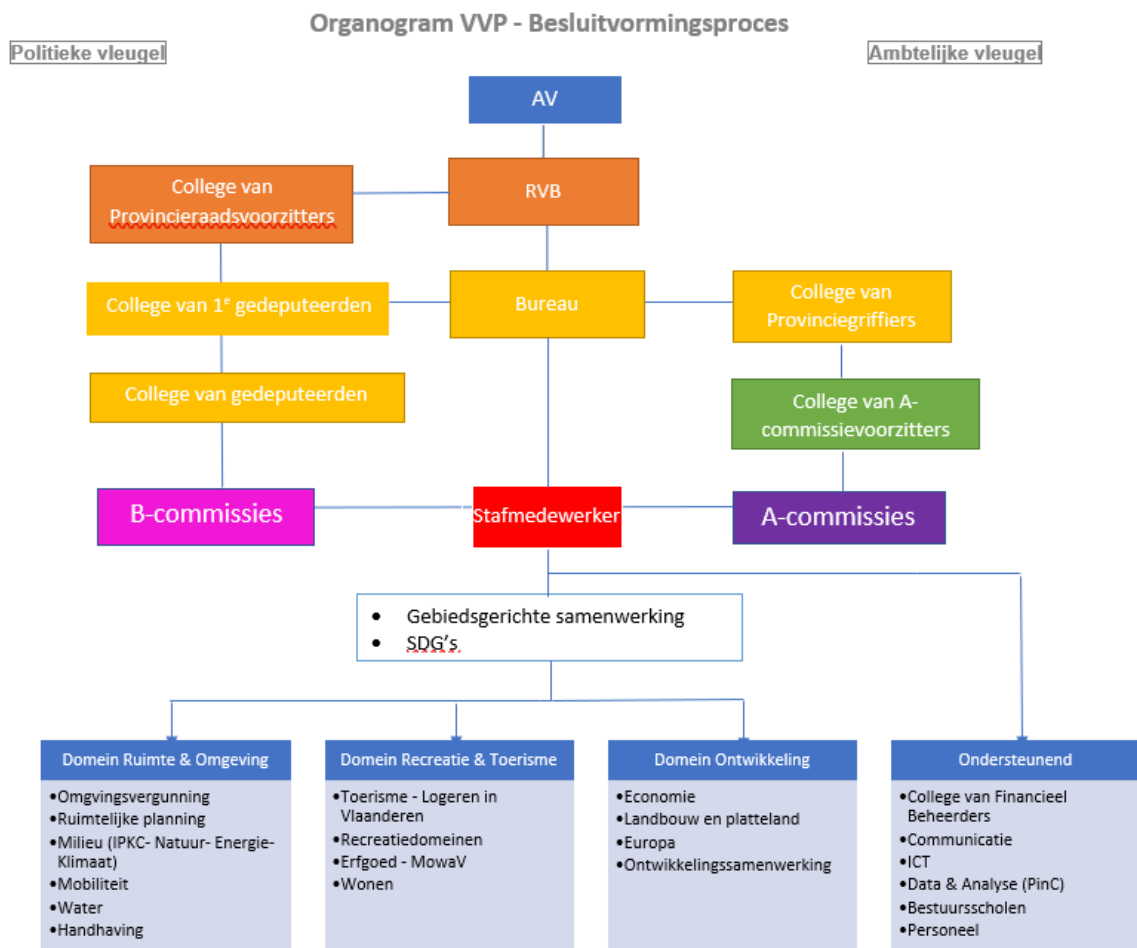 Organogram VVP - Besluitvormingsproces
Politieke vleugel
Ambtelijke vleugel
AV
College van
Provincieraadsvoorzitters
RVB
College van 1e gedeputeerden
Bureau
College van
Provinciegriffiers
College van gedeputeerden
College van A-
commissievoorzitters
B-commissies
Stafmedewerker
A-commissies
• Gebiedsgerichte samenwerking
• SDG's
Domein Ruimte & Omgeving
•Omgvingsvergunning
•Ruimtelijke planning
•Milieu (IPKC- Natuur- Energie-
Klimaat)
•Mobiliteit
•Water
•Handhaving
Domein Recreatie & Toerisme
•Toerisme - Logeren in
Vlaanderen
•Recreatiedomeinen
•Erfgoed - MowaV
•Wonen
Domein Ontwikkeling
•Economie
•Landbouw en platteland
•Europa
•Ontwikkelingssamenwerking
Ondersteunend
•College van Financieel
Beheerders
•Communicatie
•ICT
•Data & Analyse (PinC)
•Bestuursscholen
•Personeel